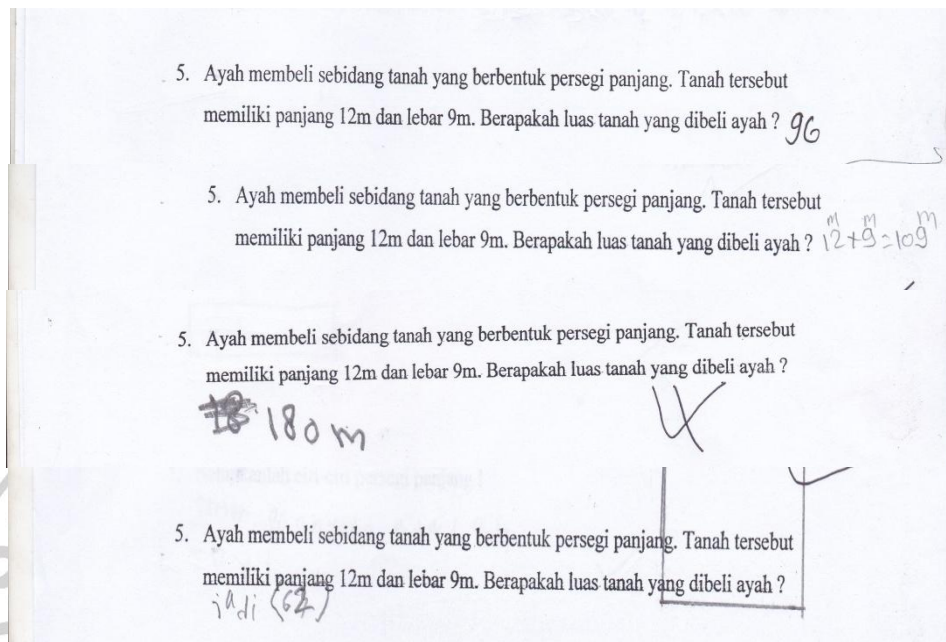 5. Ayah membeli sebidang tanah yang berbentuk persegi panjang. Tanah tersebut
memiliki panjang 12m dan lebar 9m. Berapakah luas tanah yang dibeli ayah ? 96
5. Ayah membeli sebidang tanah yang berbentuk persegi panjang. Tanah tersebut
memiliki panjang 12m dan lebar 9m. Berapakah luas tanah yang dibeli ayah ? 12m+9m=109m
5. Ayah membeli sebidang tanah yang berbentuk persegi panjang. Tanah tersebut
memiliki panjang 12m dan lebar 9m. Berapakah luas tanah yang dibeli ayah ?
180 m
5. Ayah membeli sebidang tanah yang berbentuk persegi panjang. Tanah tersebut
memiliki panjang 12m dan lebar 9m. Berapakah luas tanah yang dibeli ayah ?
jadi (62)